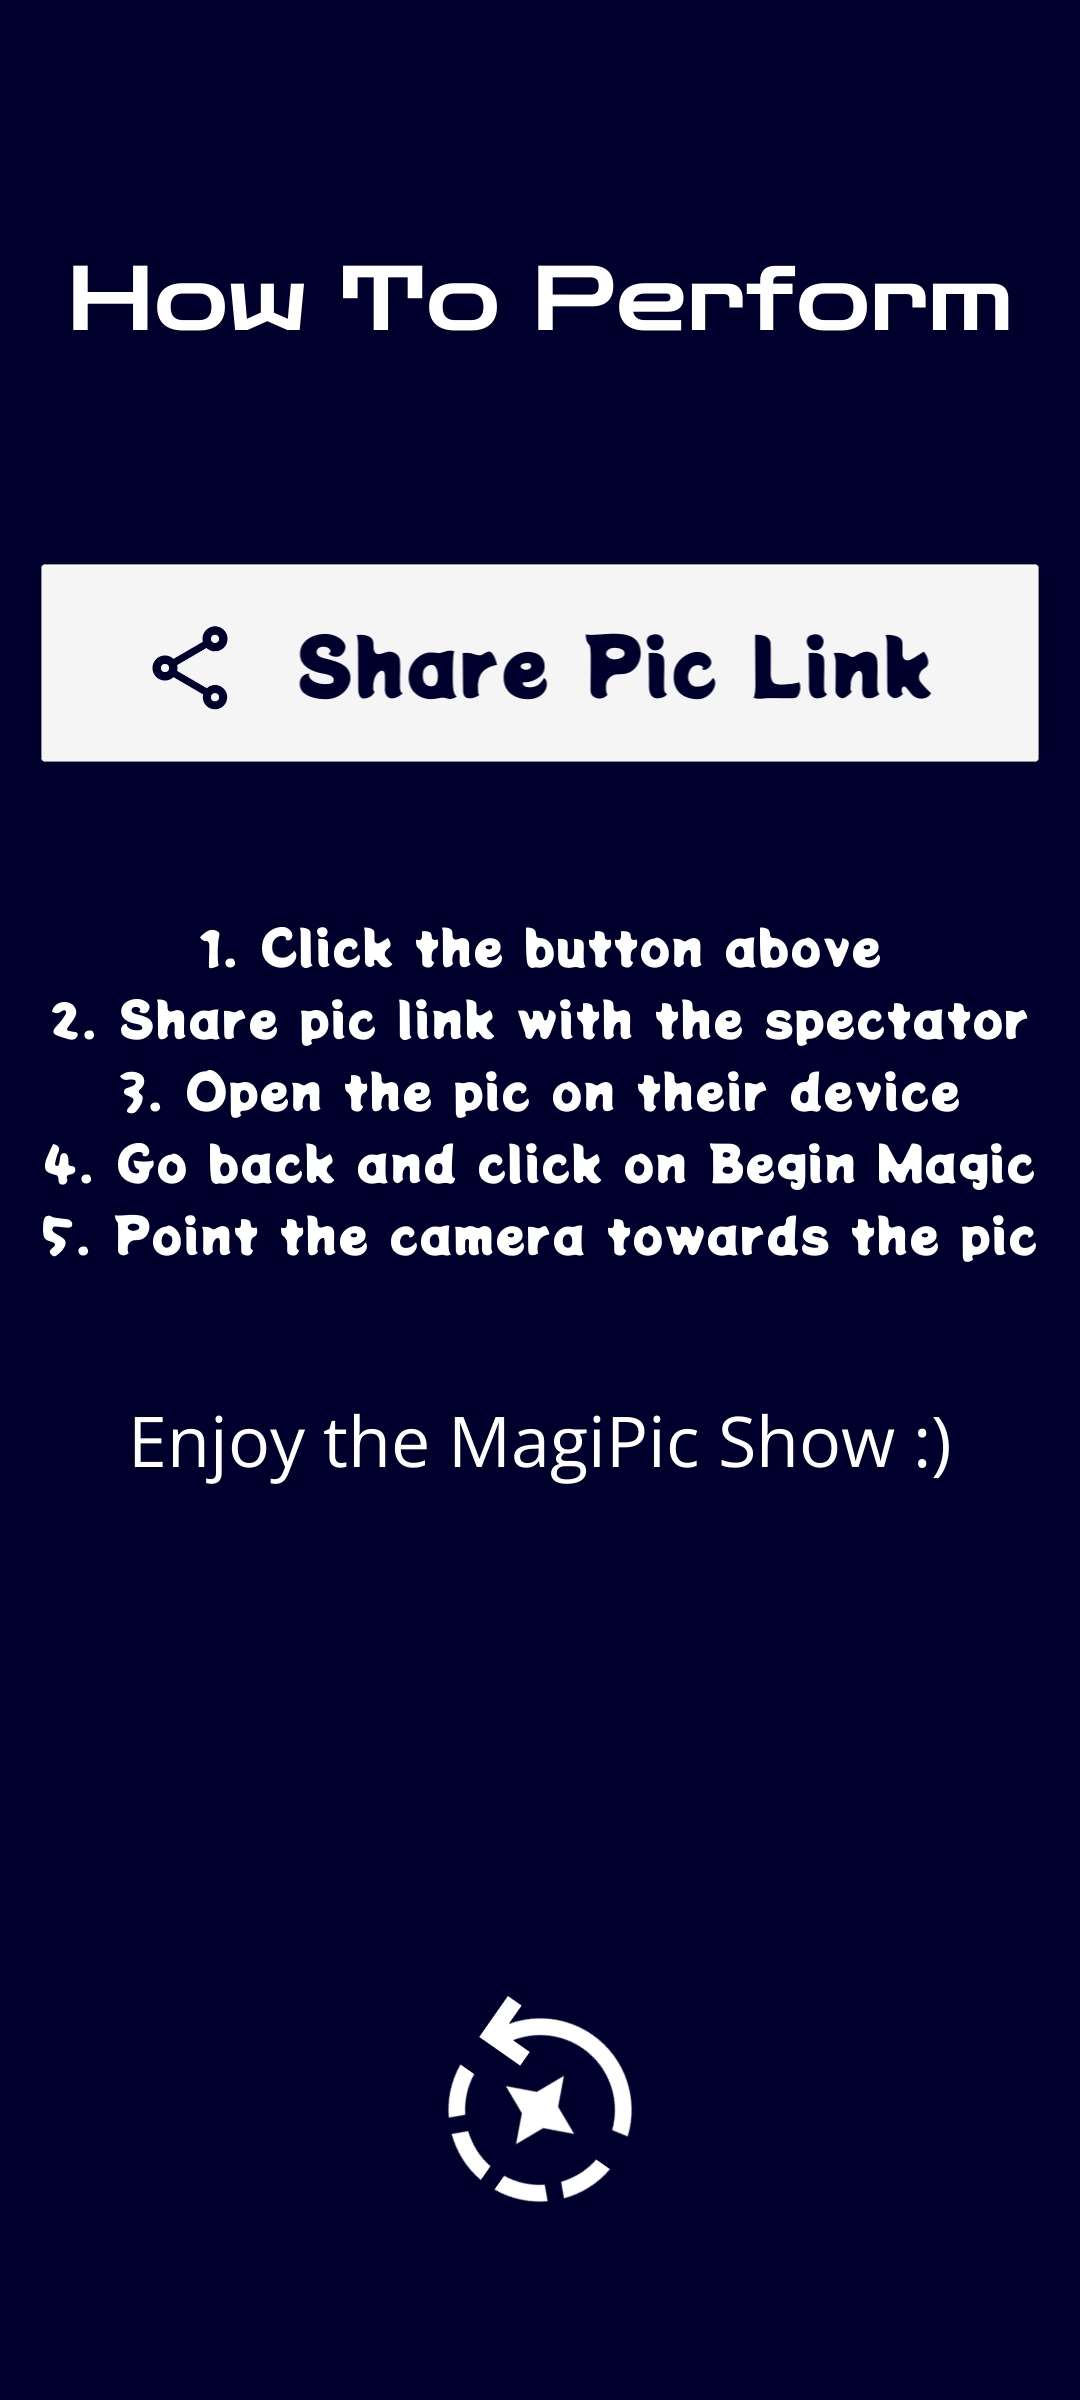 How To Perform
Share Pic Link
1. Click the button above
2. Share pic link with the spectator
3. Open the pic on their device
4. Go back and click on Begin Magic
5. Point the camera towards the pic
Enjoy the MagiPic Show :)